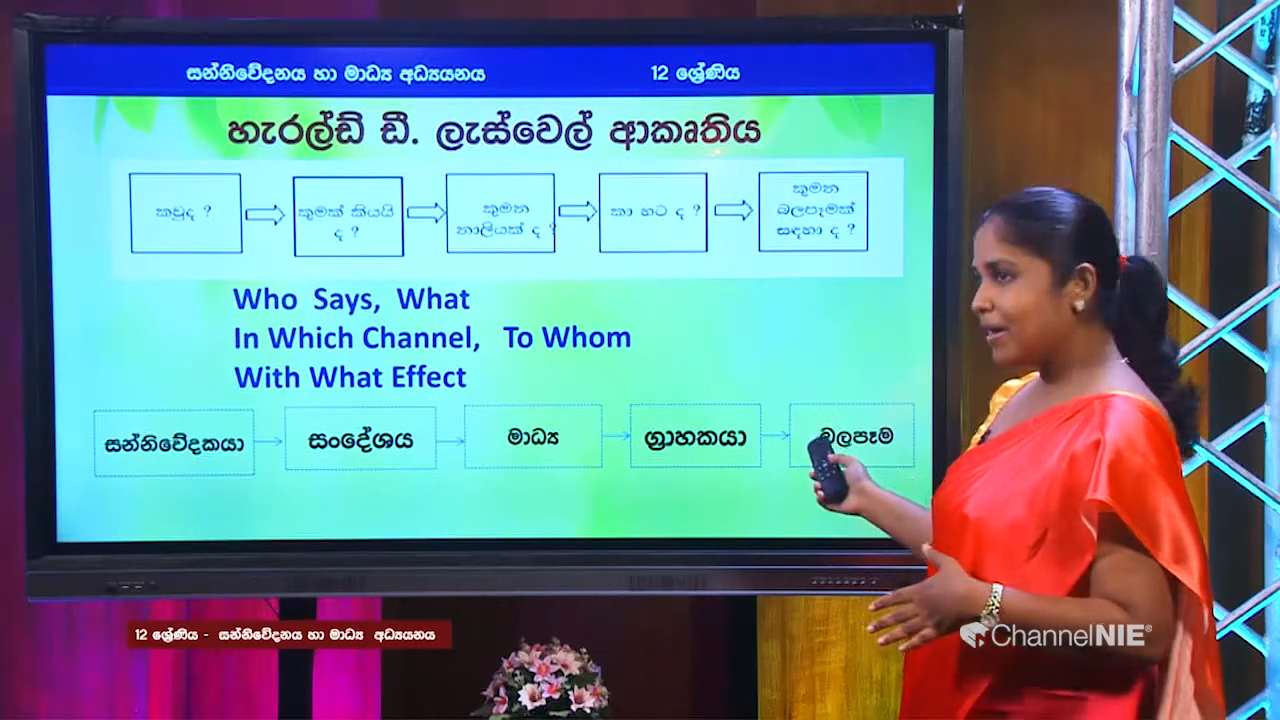 සන්නිවේදනය හා මාධ්‍ය අධ්‍යයනය 12 ශ්‍රේණිය
හැරල්ඩ් ඩී. ලැස්වෙල් ආකෘතිය
කවුද ?
කුමක් කියයි
ද ?
කුමන
නාලියක් ද ?
කා හට ද ?
කුමන
බලපෑමක්
සඳහා ද ?
Who Says, What
In Which Channel, To Whom
With What Effect
සන්නිවේදකයා
සංදේශය
මාධ්‍ය
ග්‍රාහකයා
බලපෑම
12 ශ්‍රේණිය - සන්නිවේදනය හා මාධ්‍ය අධ්‍යයනය
ChannelNIE®